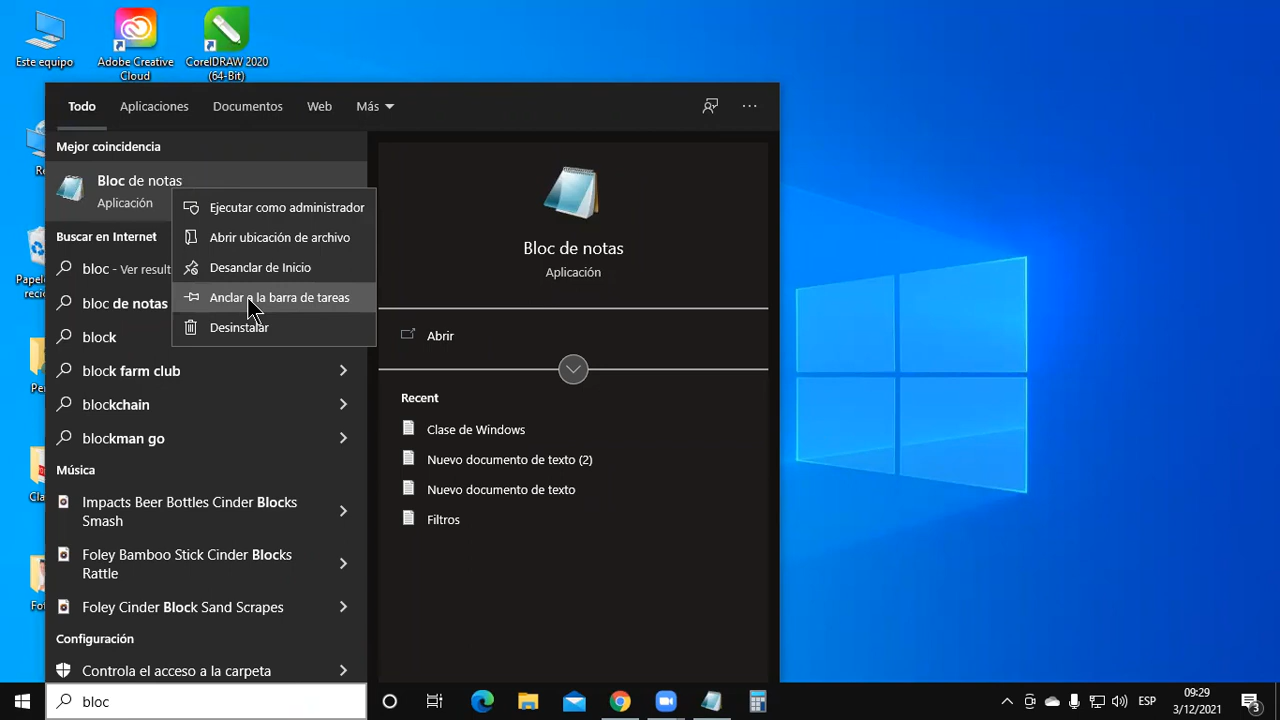 Este equipo
Adobe Creative
Cloud
CorelDRAW 2020
(64-Bit)
Todo
Aplicaciones
Documentos
Web
Más
Mejor coincidencia
Bloc de notas
Aplicación
Buscar en Internet
bloc - Ver result
bloc de notas
block
block farm club
blockchain
blockman go
Música
Impacts Beer Bottles Cinder Blocks
Smash
Foley Bamboo Stick Cinder Blocks
Rattle
Foley Cinder Block Sand Scrapes
Configuración
Controla el acceso a la carpeta
bloc
Ejecutar como administrador
Abrir ubicación de archivo
Desanclar de Inicio
Anclar a la barra de tareas
Desinstalar
Bloc de notas
Aplicación
Abrir
Recent
Clase de Windows
Nuevo documento de texto (2)
Nuevo documento de texto
Filtros
ESP
09:29
3/12/2021
3